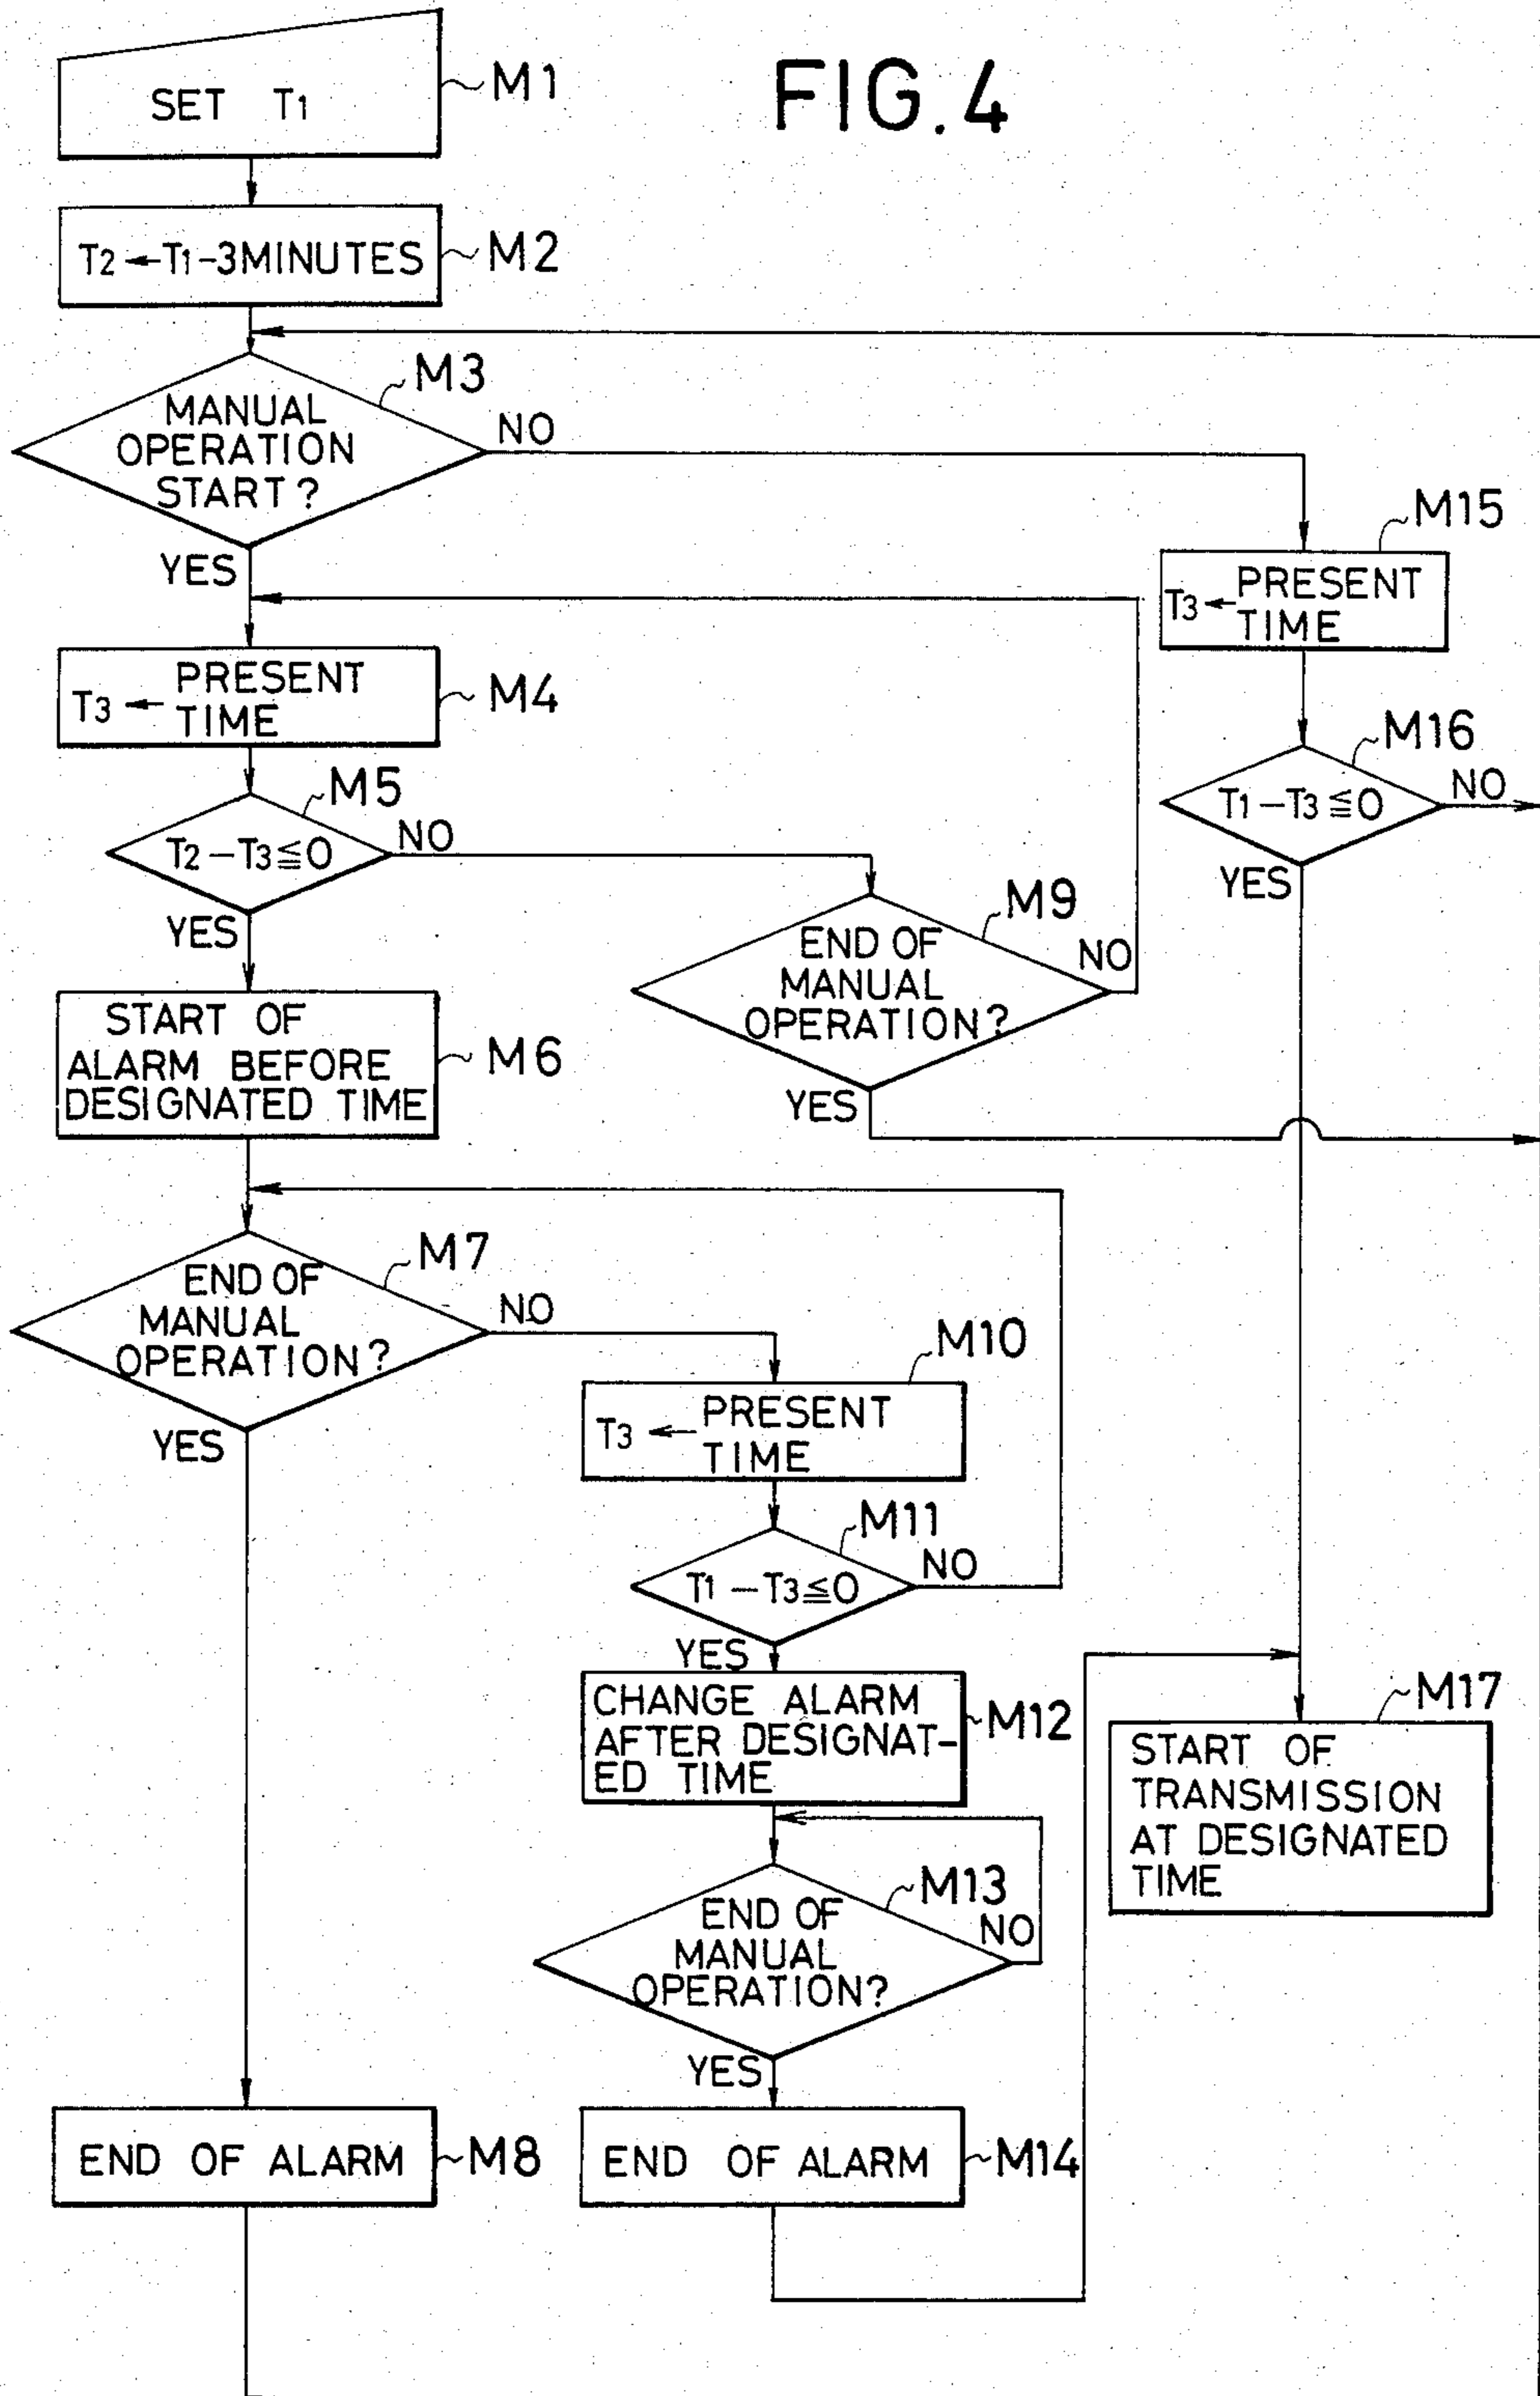 FIG. 4
SET T1
M1
T2 ← T1 - 3MINUTES
M2
MANUAL
OPERATION
START?
M3
NO
YES
T3 ← PRESENT
TIME
M15
T3 ← PRESENT
TIME
M4
T1 - T3 ≦ 0
M16
NO
YES
T2 - T3 ≦ 0
M5
NO
YES
END OF
MANUAL
OPERATION?
M9
NO
YES
START OF
ALARM BEFORE
DESIGNATED TIME
M6
END OF
MANUAL
OPERATION?
M7
NO
YES
T3 ← PRESENT
TIME
M10
T1 - T3 ≦ 0
M11
NO
YES
CHANGE ALARM
AFTER DESIGNAT-
ED TIME
M12
START OF
TRANSMISSION
AT DESIGNATED
TIME
M17
END OF
MANUAL
OPERATION?
M13
NO
YES
END OF ALARM
M8
END OF ALARM
M14